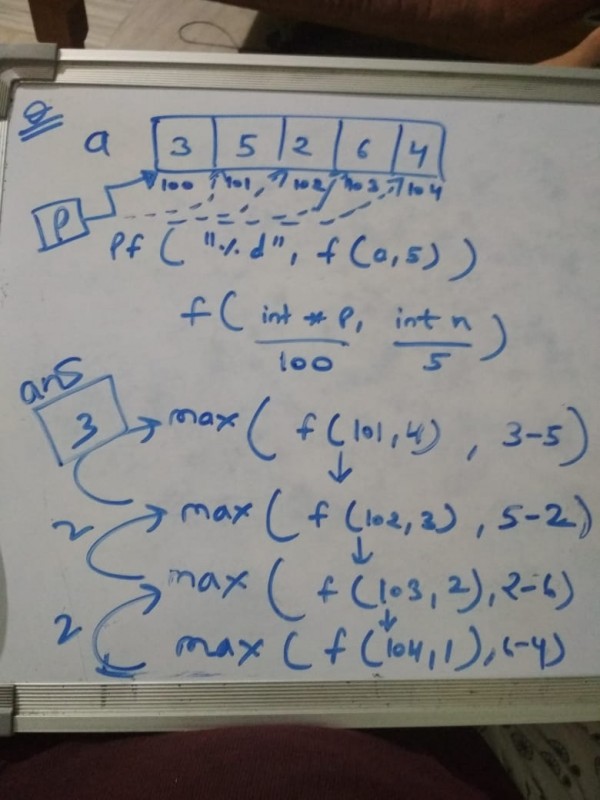 Q
a 3 5 2 6 4
100 101 102 103 104
P
Pf ( "%d", f(a,5) )
f ( int * P, int n )
100 5
ans
3
max ( f(101,4) , 3-5 )
max ( f(102,3) , 5-2 )
2
max ( f(103,2), 2-6 )
2
max ( f(104,1), 6-4 )